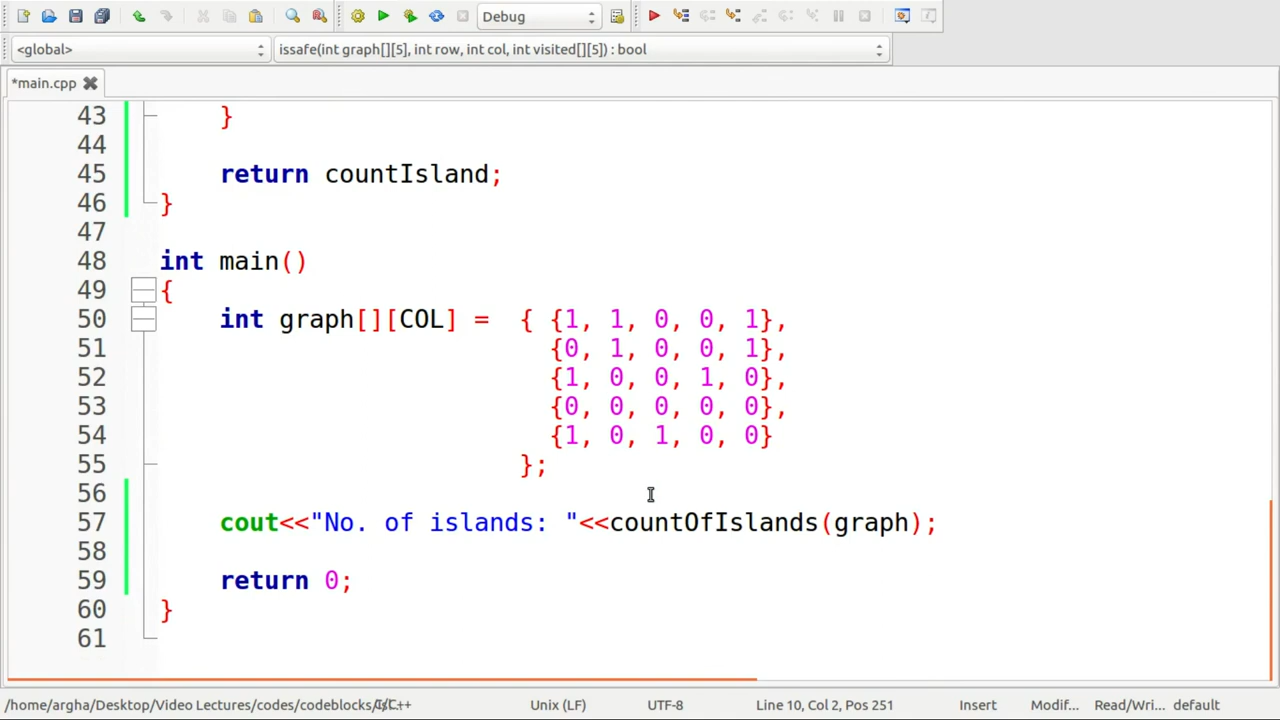 Debug
<global> issafe(int graph[][5], int row, int col, int visited[][5]) : bool
*main.cpp
43 }
44
45 return countIsland;
46 }
47
48 int main()
49 {
50 int graph[][COL] = { {1, 1, 0, 0, 1},
51 {0, 1, 0, 0, 1},
52 {1, 0, 0, 1, 0},
53 {0, 0, 0, 0, 0},
54 {1, 0, 1, 0, 0}
55 };
56
57 cout<<"No. of islands: "<<countOfIslands(graph);
58
59 return 0;
60 }
61
/home/argha/Desktop/Video Lectures/codes/codeblocks/ C/C++ Unix (LF) UTF-8 Line 10, Col 2, Pos 251 Insert Modif... Read/Wri... default